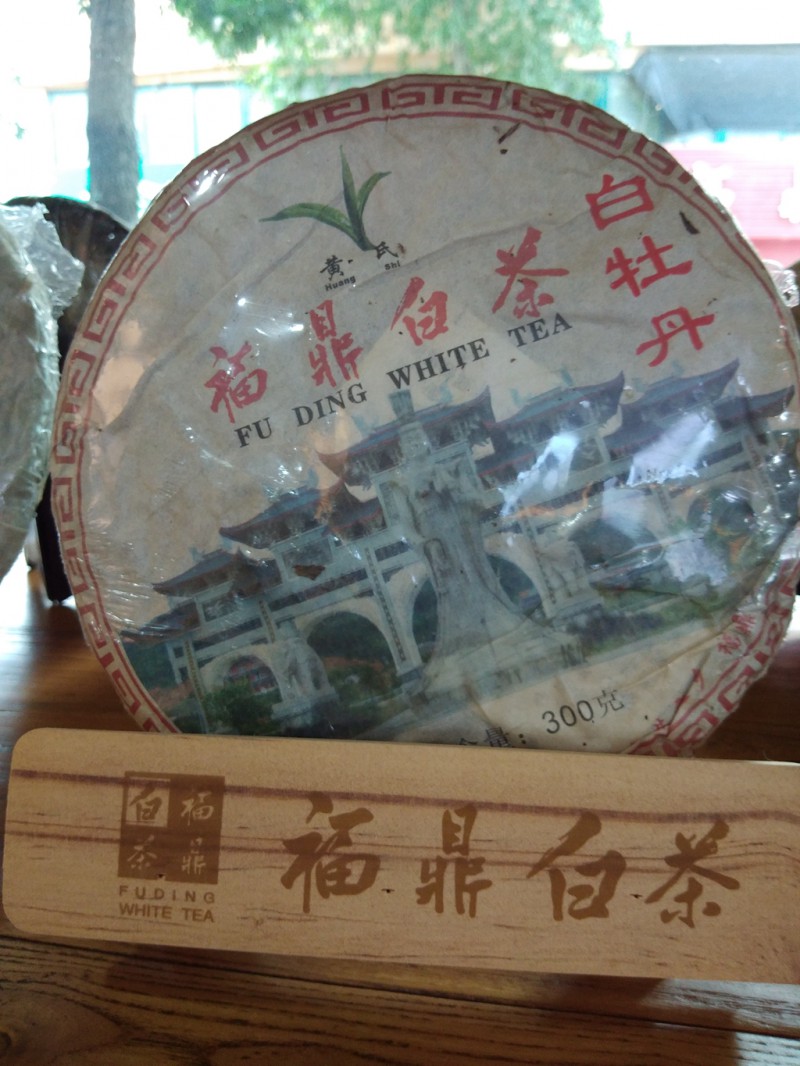 黄氏
Huang Shi
福鼎白茶
FU DING WHITE TEA
白牡丹
量：300克
福鼎
白茶
FUDING
WHITE TEA
福鼎白茶